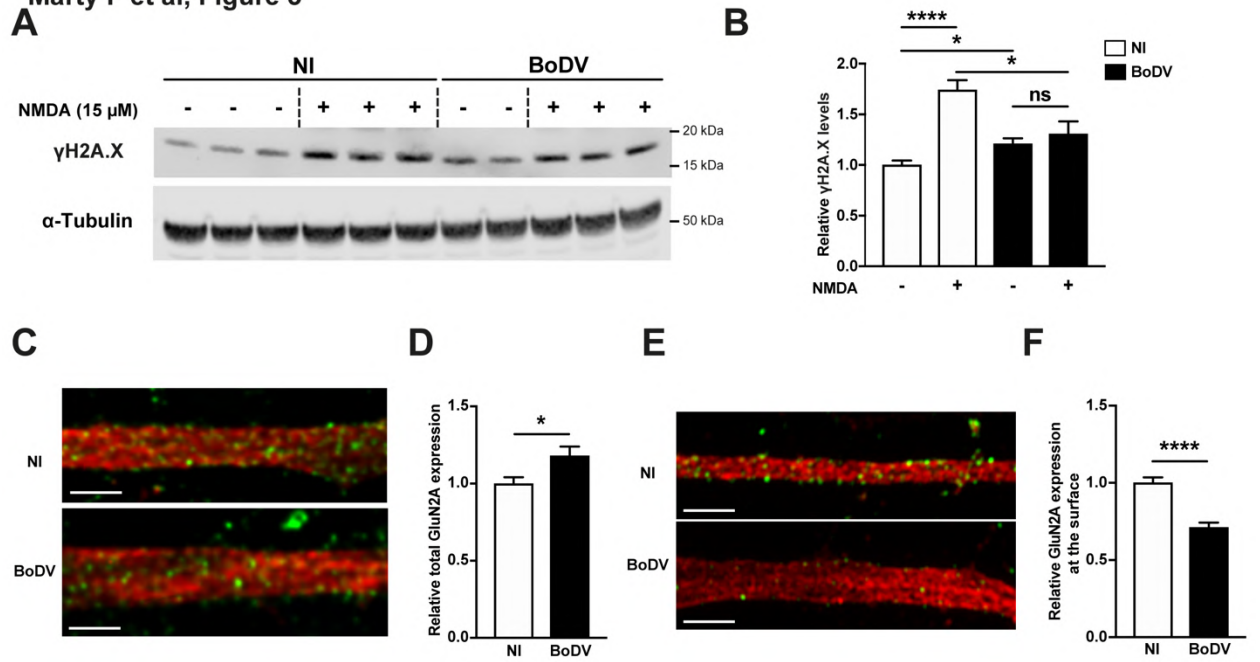 Marty F et al, Figure 6
A
NI
BoDV
NMDA (15 µM)
- - - + + + - - + + +
γH2A.X
20 kDa
15 kDa
α-Tubulin
50 kDa
B
****
*
*
ns
NI
BoDV
Relative γH2A.X levels
2.0
1.5
1.0
0.5
0.0
NMDA - + - +
C
NI
BoDV
D
Relative total GluN2A expression
1.5
1.0
0.5
0.0
*
NI BoDV
E
NI
BoDV
F
Relative GluN2A expression
at the surface
1.5
1.0
0.5
0.0
****
NI BoDV